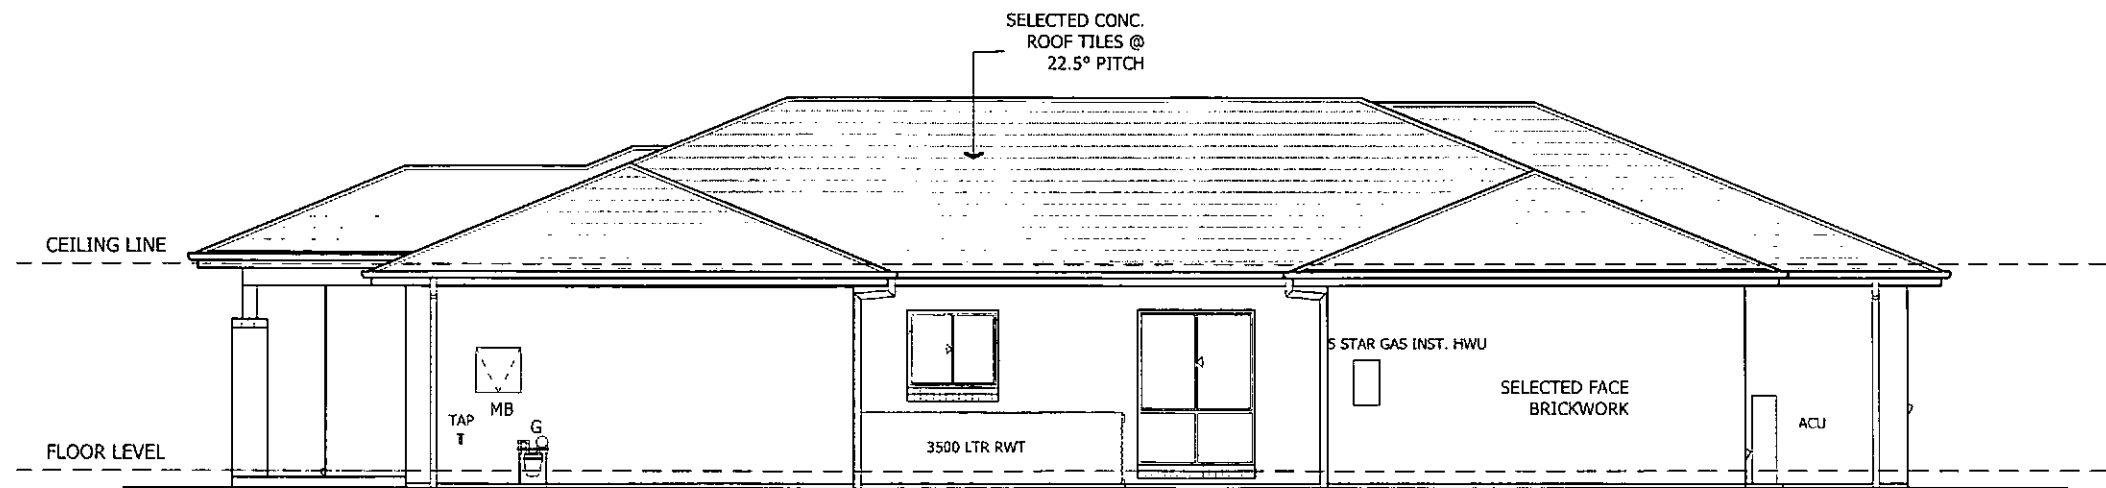 SELECTED CONC.
ROOF TILES @
22.5° PITCH
CEILING LINE
5 STAR GAS INST. HWU
SELECTED FACE
BRICKWORK
MB
TAP
T
G
ACU
3500 LTR RWT
FLOOR LEVEL